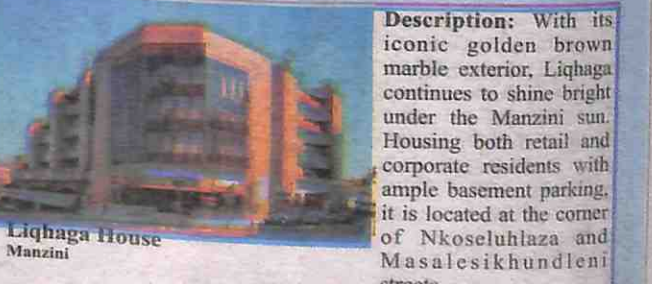 Description: With its
iconic golden brown
marble exterior, Liqhaga
continues to shine bright
under the Manzini sun.
Housing both retail and
corporate residents with
ample basement parking,
it is located at the corner
of Nkoseluhlaza and
Masalesikhundleni
Liqhaga House
Manzini